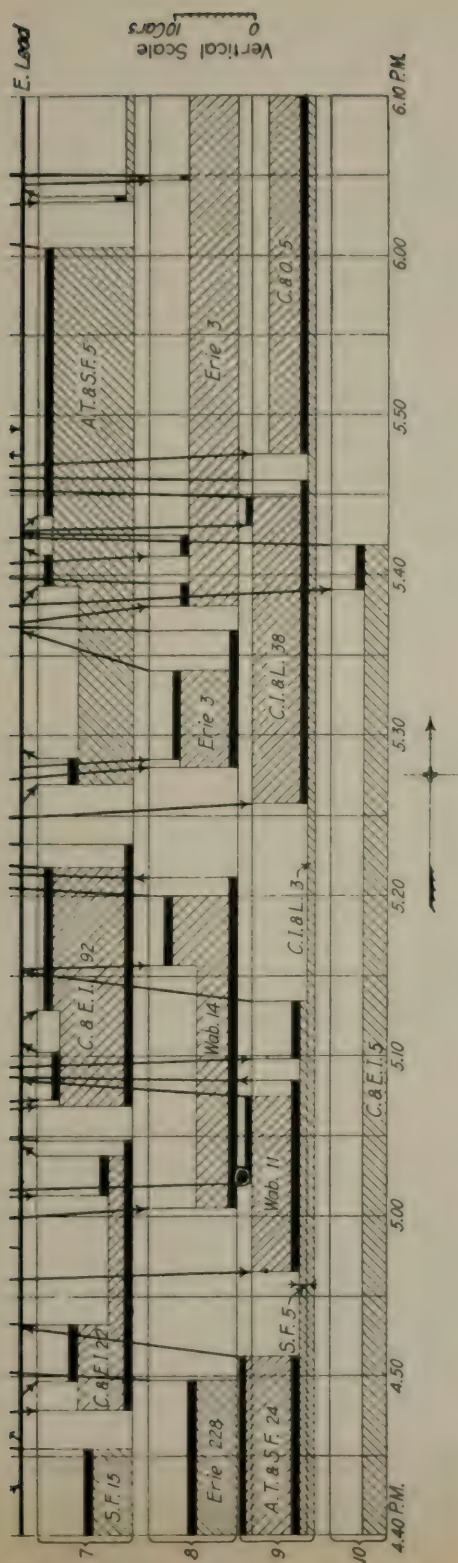 E. Lead
Vertical Scale
10 Cars
0
7
S.F. 15
C.& E.I. 22
C.& E.I. 92
A.T.& S.F. 5
8
Erie 228
Wab. 14
Erie 3
Erie 3
9
A.T.& S.F. 24
S.F. 5
Wab. 11
C.I.& L. 3
C.I.& L. 38
C.& O. 5
10
C.& E.I. 5
4.40 P.M.
4.50
5.00
5.10
5.20
5.30
5.40
5.50
6.00
6.10 P.M.